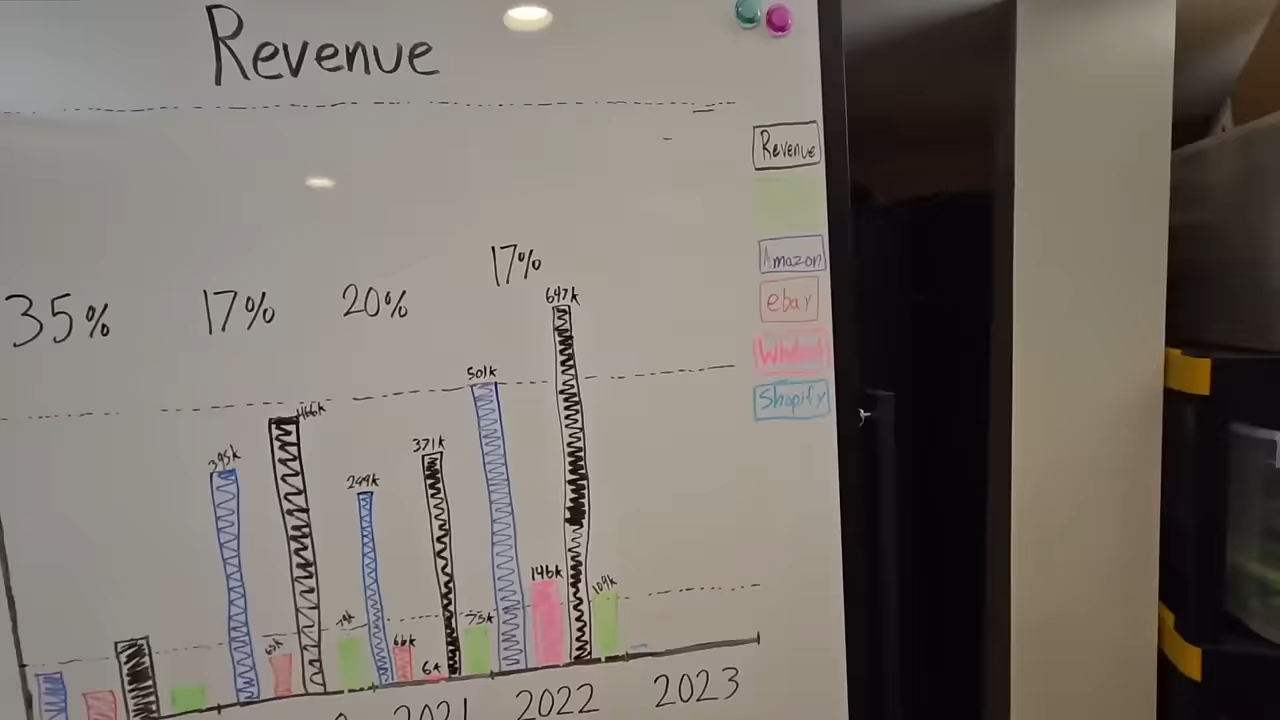 Revenue
Revenue
Amazon
ebay
Shopify
35% 17% 20% 17%
647k
501k
466k
395k
371k
249k
146k
109k
75k
66k
2021 2022 2023